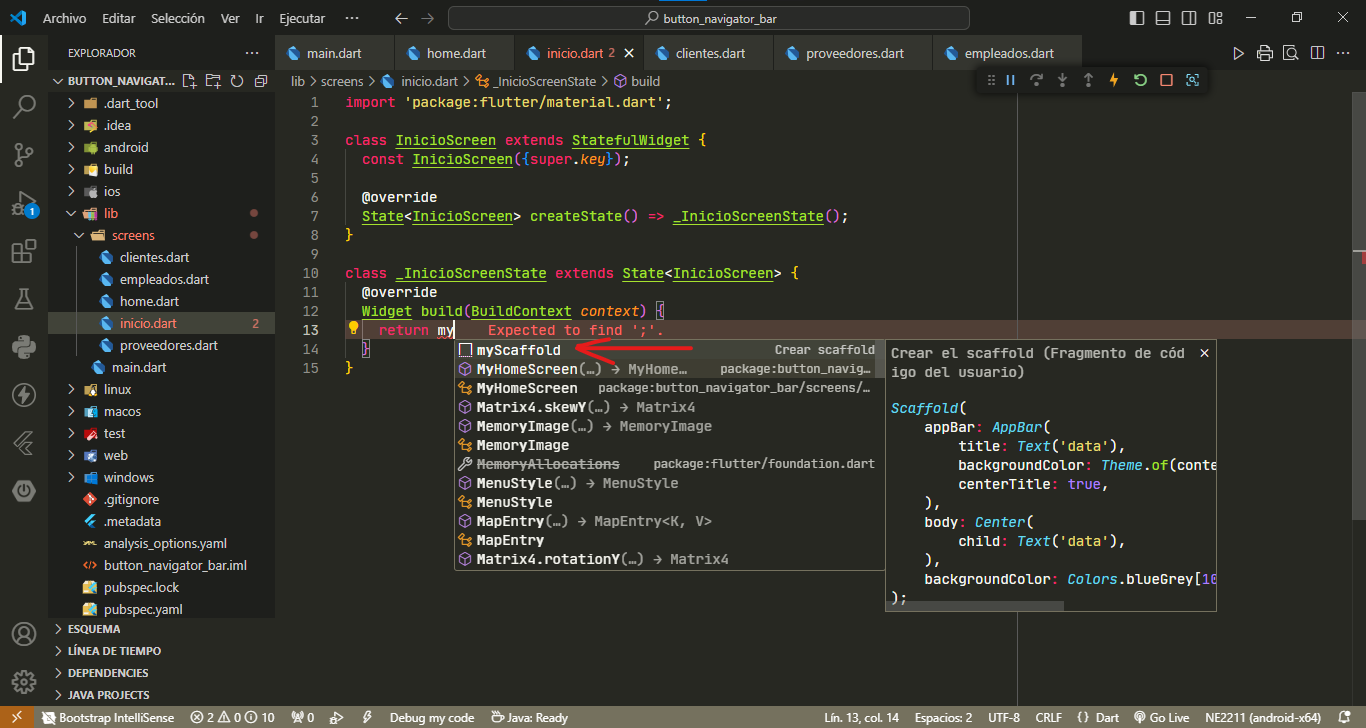 Archivo Editar Selección Ver Ir Ejecutar ··· button_navigator_bar
EXPLORADOR ···
main.dart home.dart inicio.dart 2 clientes.dart proveedores.dart empleados.dart ···
BUTTON_NAVIGAT...
lib > screens > inicio.dart > _InicioScreenState > build
.dart_tool
.idea
android
build
ios
lib
screens
clientes.dart
empleados.dart
home.dart
inicio.dart 2
proveedores.dart
main.dart
linux
macos
test
web
windows
.gitignore
.metadata
analysis_options.yaml
button_navigator_bar.iml
pubspec.lock
pubspec.yaml
ESQUEMA
LÍNEA DE TIEMPO
DEPENDENCIES
JAVA PROJECTS
1
1 import 'package:flutter/material.dart';
2
3 class InicioScreen extends StatefulWidget {
4 const InicioScreen({super.key});
5
6 @override
7 State<InicioScreen> createState() => _InicioScreenState();
8 }
9
10 class _InicioScreenState extends State<InicioScreen> {
11 @override
12 Widget build(BuildContext context) {
13 return my Expected to find ';'.
14 }
15 }
myScaffold Crear scaffold
MyHomeScreen(…) → MyHome… package:button_navig…
MyHomeScreen package:button_navigator_bar/screens/…
Matrix4.skewY(…) → Matrix4
MemoryImage(…) → MemoryImage
MemoryImage
MemoryAllocations package:flutter/foundation.dart
MenuStyle(…) → MenuStyle
MenuStyle
MapEntry(…) → MapEntry<K, V>
MapEntry
Matrix4.rotationY(…) → Matrix4
Crear el scaffold (Fragmento de cód
igo del usuario)
Scaffold(
appBar: AppBar(
title: Text('data'),
backgroundColor: Theme.of(conte
centerTitle: true,
),
body: Center(
child: Text('data'),
),
backgroundColor: Colors.blueGrey[10
);
Bootstrap IntelliSense 2 0 10 0 Debug my code Java: Ready Lín. 13, col. 14 Espacios: 2 UTF-8 CRLF {} Dart Go Live NE2211 (android-x64)